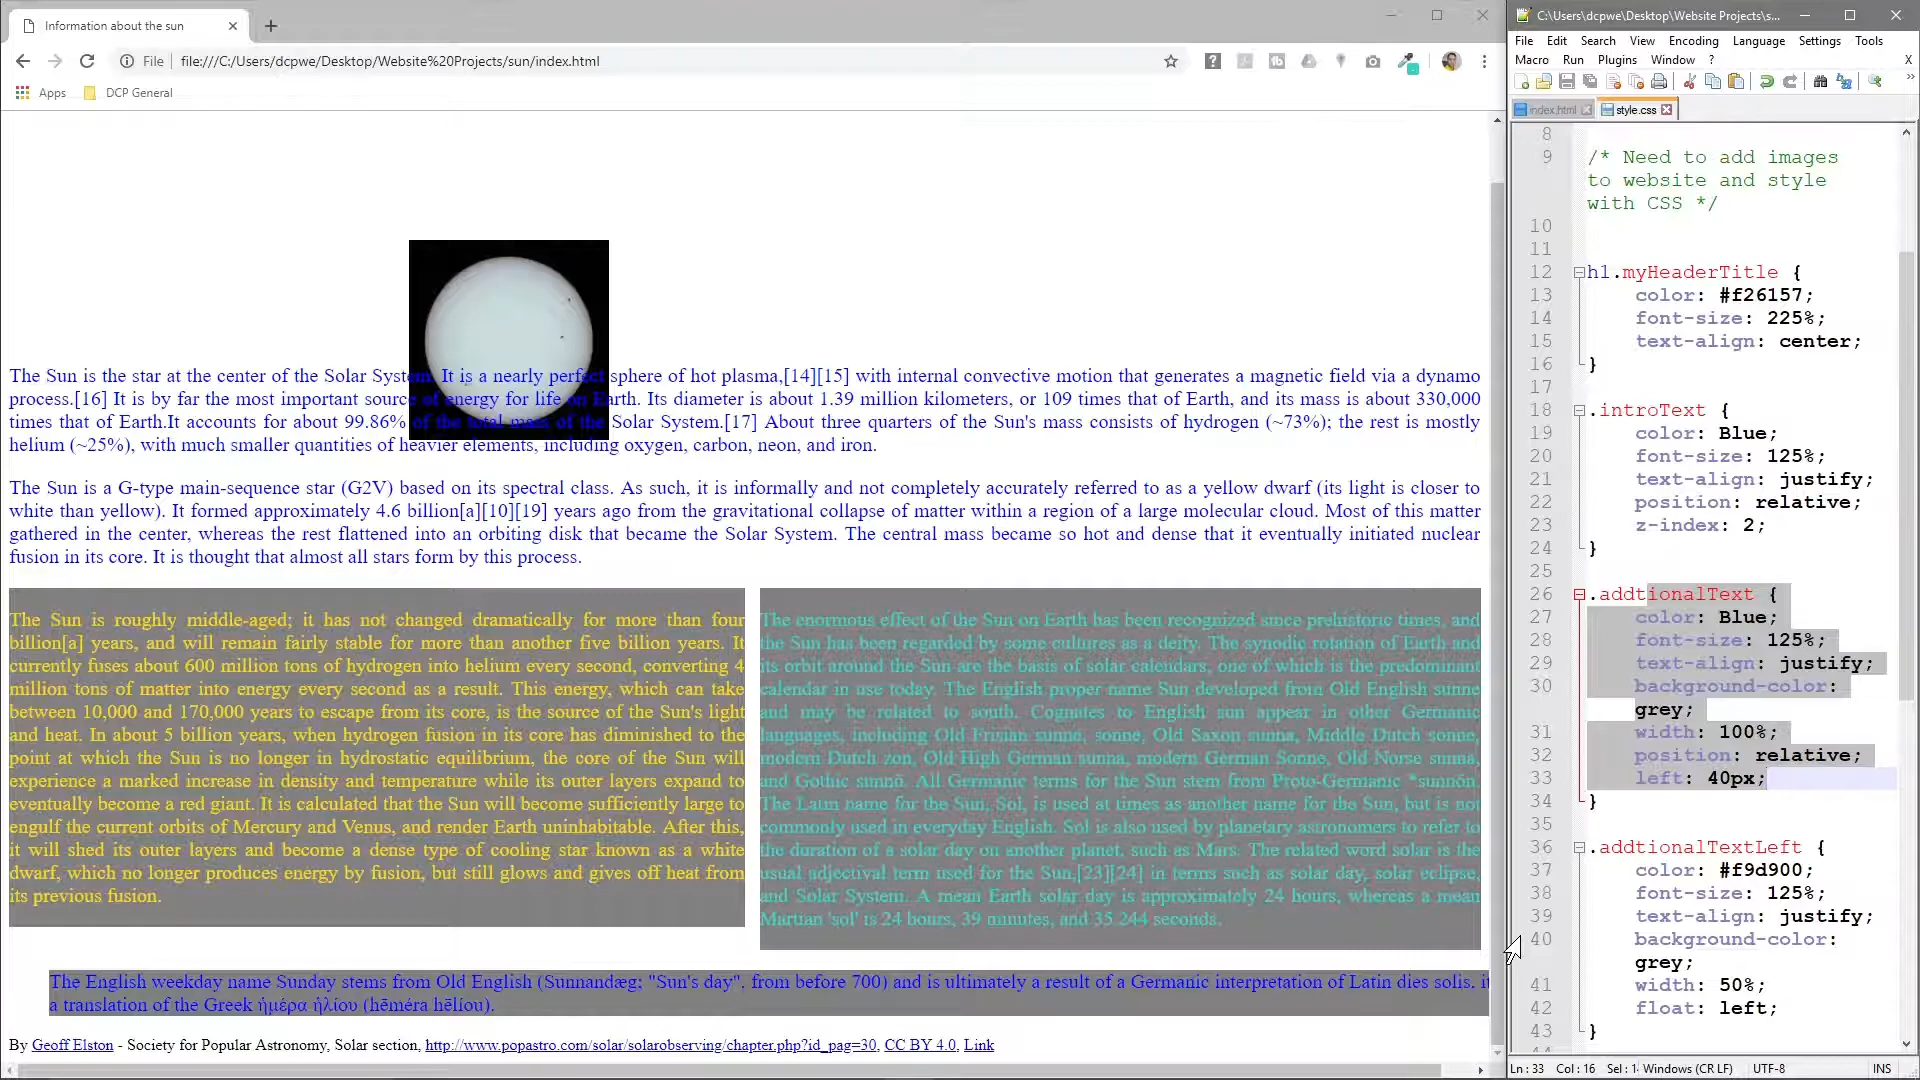 Information about the sun
File file:///C:/Users/dcpwe/Desktop/Website%20Projects/sun/index.html
Apps DCP General
The Sun is the star at the center of the Solar System. It is a nearly perfect sphere of hot plasma,[14][15] with internal convective motion that generates a magnetic field via a dynamo
process.[16] It is by far the most important source of energy for life on Earth. Its diameter is about 1.39 million kilometers, or 109 times that of Earth, and its mass is about 330,000
times that of Earth.It accounts for about 99.86% of the total mass of the Solar System.[17] About three quarters of the Sun's mass consists of hydrogen (~73%); the rest is mostly
helium (~25%), with much smaller quantities of heavier elements, including oxygen, carbon, neon, and iron.
The Sun is a G-type main-sequence star (G2V) based on its spectral class. As such, it is informally and not completely accurately referred to as a yellow dwarf (its light is closer to
white than yellow). It formed approximately 4.6 billion[a][10][19] years ago from the gravitational collapse of matter within a region of a large molecular cloud. Most of this matter
gathered in the center, whereas the rest flattened into an orbiting disk that became the Solar System. The central mass became so hot and dense that it eventually initiated nuclear
fusion in its core. It is thought that almost all stars form by this process.
The Sun is roughly middle-aged; it has not changed dramatically for more than four
billion[a] years, and will remain fairly stable for more than another five billion years. It
currently fuses about 600 million tons of hydrogen into helium every second, converting 4
million tons of matter into energy every second as a result. This energy, which can take
between 10,000 and 170,000 years to escape from its core, is the source of the Sun's light
and heat. In about 5 billion years, when hydrogen fusion in its core has diminished to the
point at which the Sun is no longer in hydrostatic equilibrium, the core of the Sun will
experience a marked increase in density and temperature while its outer layers expand to
eventually become a red giant. It is calculated that the Sun will become sufficiently large to
engulf the current orbits of Mercury and Venus, and render Earth uninhabitable. After this,
it will shed its outer layers and become a dense type of cooling star known as a white
dwarf, which no longer produces energy by fusion, but still glows and gives off heat from
its previous fusion.
The enormous effect of the Sun on Earth has been recognized since prehistoric times, and
the Sun has been regarded by some cultures as a deity. The synodic rotation of Earth and
its orbit around the Sun are the basis of solar calendars, one of which is the predominant
calendar in use today. The English proper name Sun developed from Old English sunne
and may be related to south. Cognates to English sun appear in other Germanic
languages, including Old Frisian sunne, sonne, Old Saxon sunna, Middle Dutch sonne,
modern Dutch zon, Old High German sunna, modern German Sonne, Old Norse sunna,
and Gothic sunnō. All Germanic terms for the Sun stem from Proto-Germanic *sunnōn.
The Latin name for the Sun, Sol, is used at times as another name for the Sun, but is not
commonly used in everyday English. Sol is also used by planetary astronomers to refer to
the duration of a solar day on another planet, such as Mars. The related word solar is the
usual adjectival term used for the Sun,[23][24] in terms such as solar day, solar eclipse,
and Solar System. A mean Earth solar day is approximately 24 hours, whereas a mean
Martian 'sol' is 24 hours, 39 minutes, and 35.244 seconds.
The English weekday name Sunday stems from Old English (Sunnandæg; "Sun's day", from before 700) and is ultimately a result of a Germanic interpretation of Latin dies solis, it
a translation of the Greek ἡμέρα ἡλίου (hēméra hēlíou).
By Geoff Elston - Society for Popular Astronomy, Solar section, http://www.popastro.com/solar/solarobserving/chapter.php?id_pag=30, CC BY 4.0, Link
C:\Users\dcpwe\Desktop\Website Projects\s...
File Edit Search View Encoding Language Settings Tools
Macro Run Plugins Window ? X
index.html style.css
8
9 /* Need to add images
to website and style
with CSS */
10
11
12 h1.myHeaderTitle {
13 color: #f26157;
14 font-size: 225%;
15 text-align: center;
16 }
17
18 .introText {
19 color: Blue;
20 font-size: 125%;
21 text-align: justify;
22 position: relative;
23 z-index: 2;
24 }
25
26 .addtionalText {
27 color: Blue;
28 font-size: 125%;
29 text-align: justify;
30 background-color:
grey;
31 width: 100%;
32 position: relative;
33 left: 40px;
34 }
35
36 .addtionalTextLeft {
37 color: #f9d900;
38 font-size: 125%;
39 text-align: justify;
40 background-color:
grey;
41 width: 50%;
42 float: left;
43 }
Ln : 33 Col : 16 Sel : 1 Windows (CR LF) UTF-8 INS